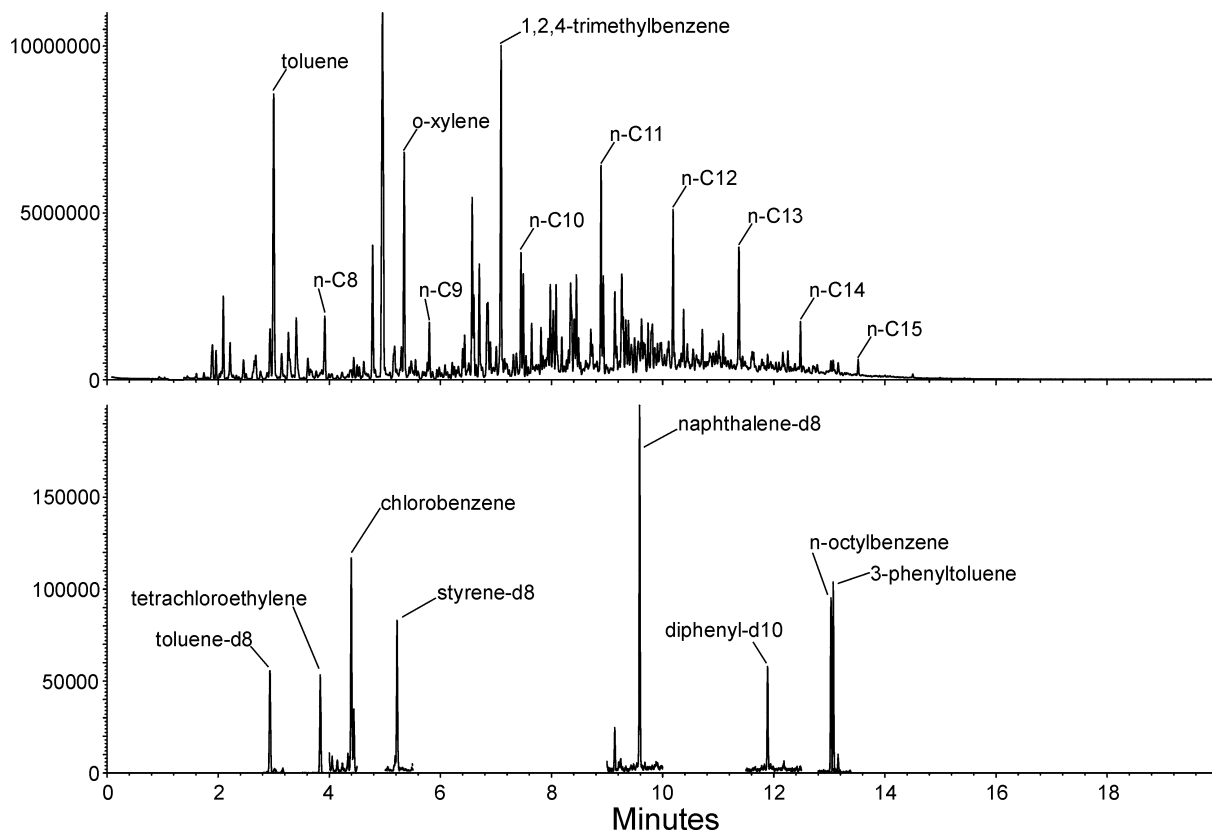 10000000
1,2,4-trimethylbenzene
toluene
o-xylene
n-C11
n-C12
5000000
n-C10
n-C13
n-C8
n-C9
n-C14
n-C15
0
naphthalene-d8
150000
chlorobenzene
n-octylbenzene
3-phenyltoluene
100000
tetrachloroethylene
styrene-d8
toluene-d8
diphenyl-d10
50000
0
0 2 4 6 8 10 12 14 16 18
Minutes